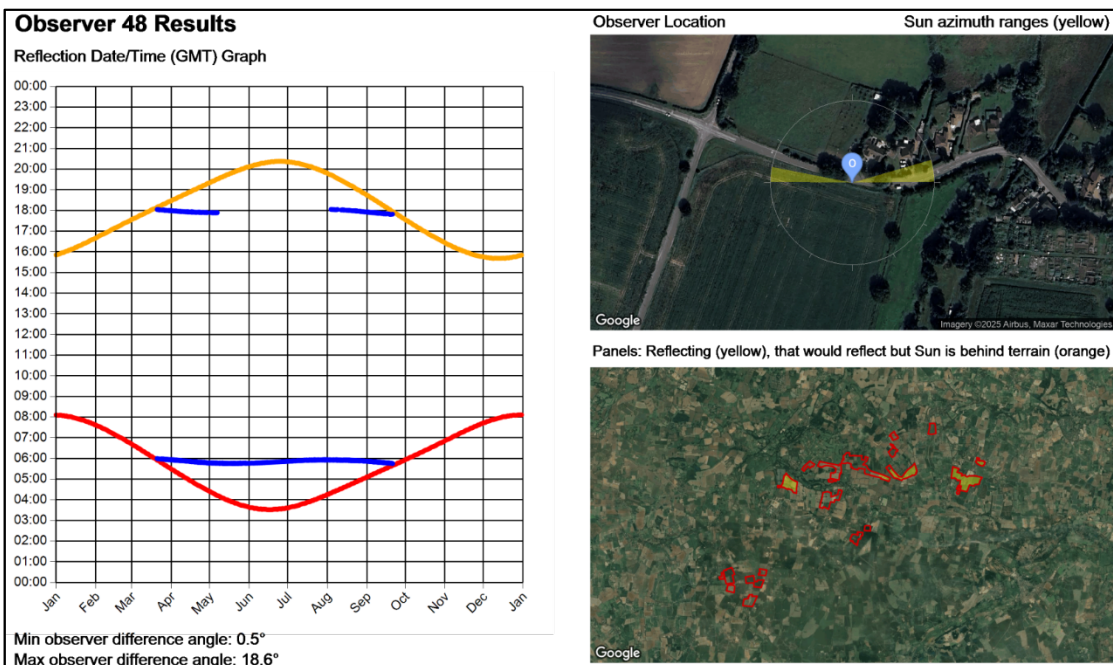 Observer 48 Results
Reflection Date/Time (GMT) Graph
00:00
23:00
22:00
21:00
20:00
19:00
18:00
17:00
16:00
15:00
14:00
13:00
12:00
11:00
10:00
09:00
08:00
07:00
06:00
05:00
04:00
03:00
02:00
01:00
00:00
Jan Feb Mar Apr May Jun Jul Aug Sep Oct Nov Dec Jan
Min observer difference angle: 0.5°
Max observer difference angle: 18.6°
Observer Location Sun azimuth ranges (yellow)
O
Google Imagery ©2025 Airbus, Maxar Technologies
Panels: Reflecting (yellow), that would reflect but Sun is behind terrain (orange)
Google